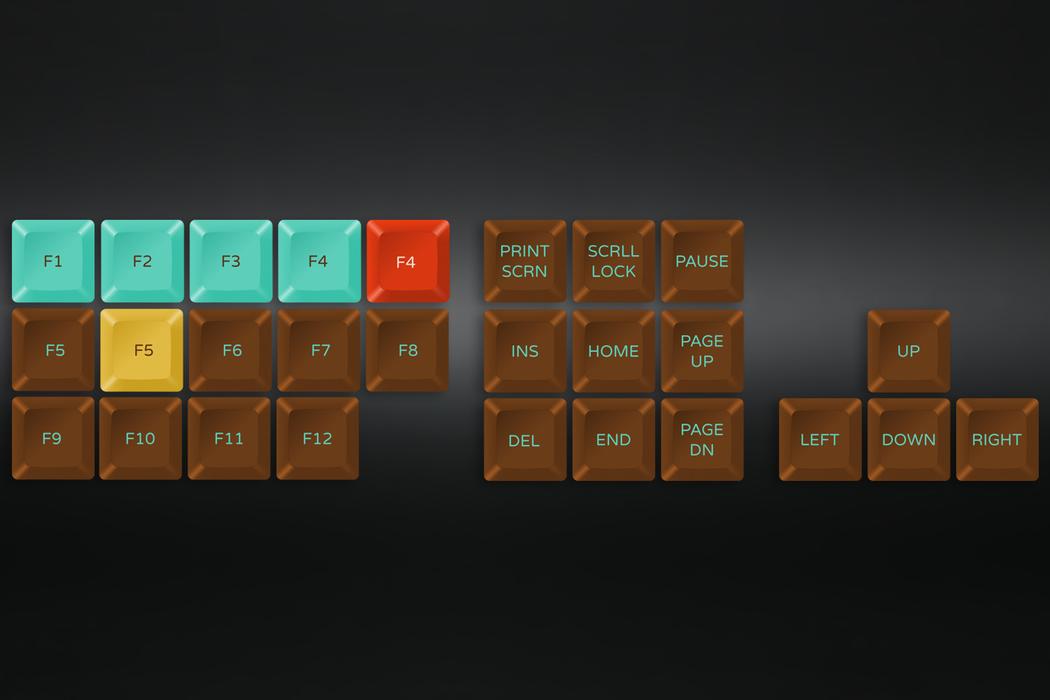 F1 F2 F3 F4 F4
F5 F5 F6 F7 F8
F9 F10 F11 F12
PRINT
SCRN
SCRLL
LOCK
PAUSE
INS
HOME
PAGE
UP
DEL
END
PAGE
DN
UP
LEFT DOWN RIGHT